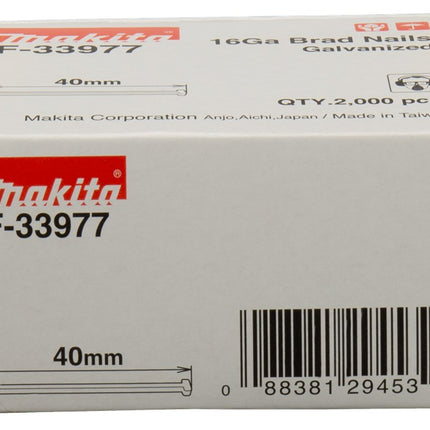 makita
F-33977
16Ga Brad Nails
Galvanized
40mm
QTY.2,000 pc
Makita Corporation Anjo,Aichi,Japan / Made in Taiw
makita
F-33977
40mm
0 88381 29453